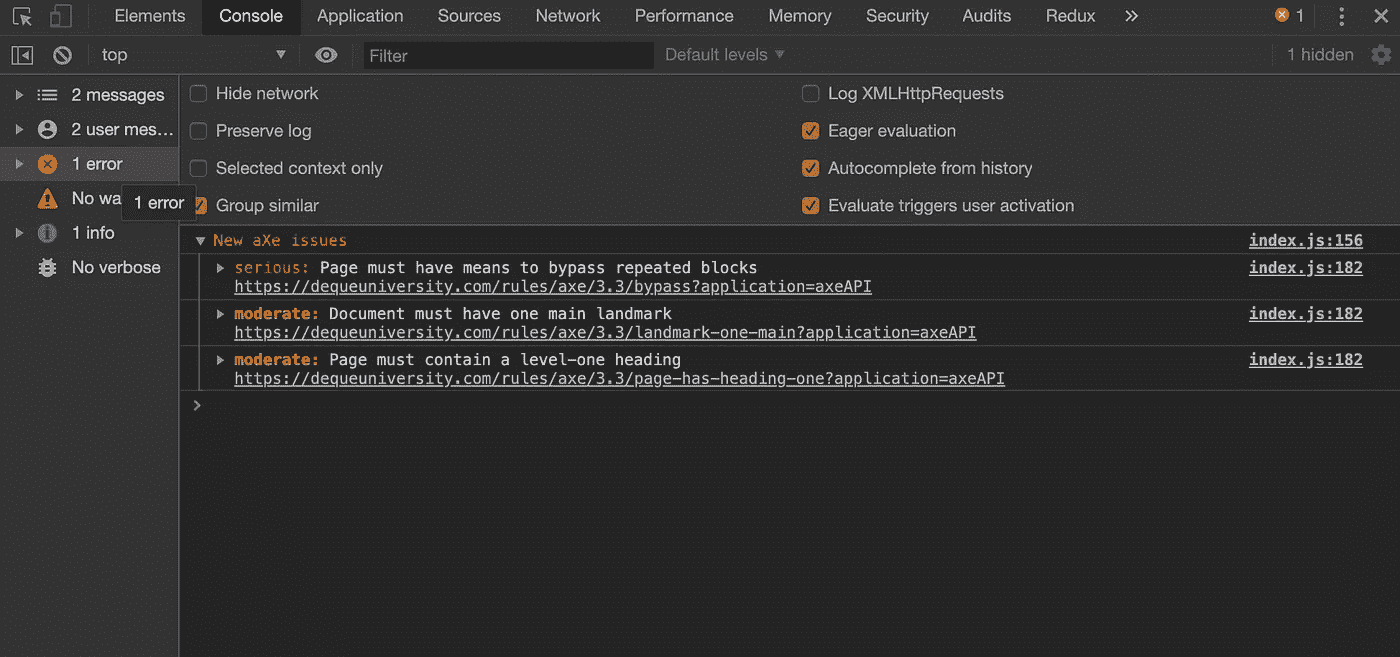 Elements Console Application Sources Network Performance Memory Security Audits Redux » 1
top Filter Default levels 1 hidden
2 messages
2 user mes…
1 error
No wa
1 error
1 info
No verbose
Hide network
Log XMLHttpRequests
Preserve log
Eager evaluation
Selected context only
Autocomplete from history
Group similar
Evaluate triggers user activation
New aXe issues index.js:156
serious: Page must have means to bypass repeated blocks index.js:182
https://dequeuniversity.com/rules/axe/3.3/bypass?application=axeAPI
moderate: Document must have one main landmark index.js:182
https://dequeuniversity.com/rules/axe/3.3/landmark-one-main?application=axeAPI
moderate: Page must contain a level-one heading index.js:182
https://dequeuniversity.com/rules/axe/3.3/page-has-heading-one?application=axeAPI
>